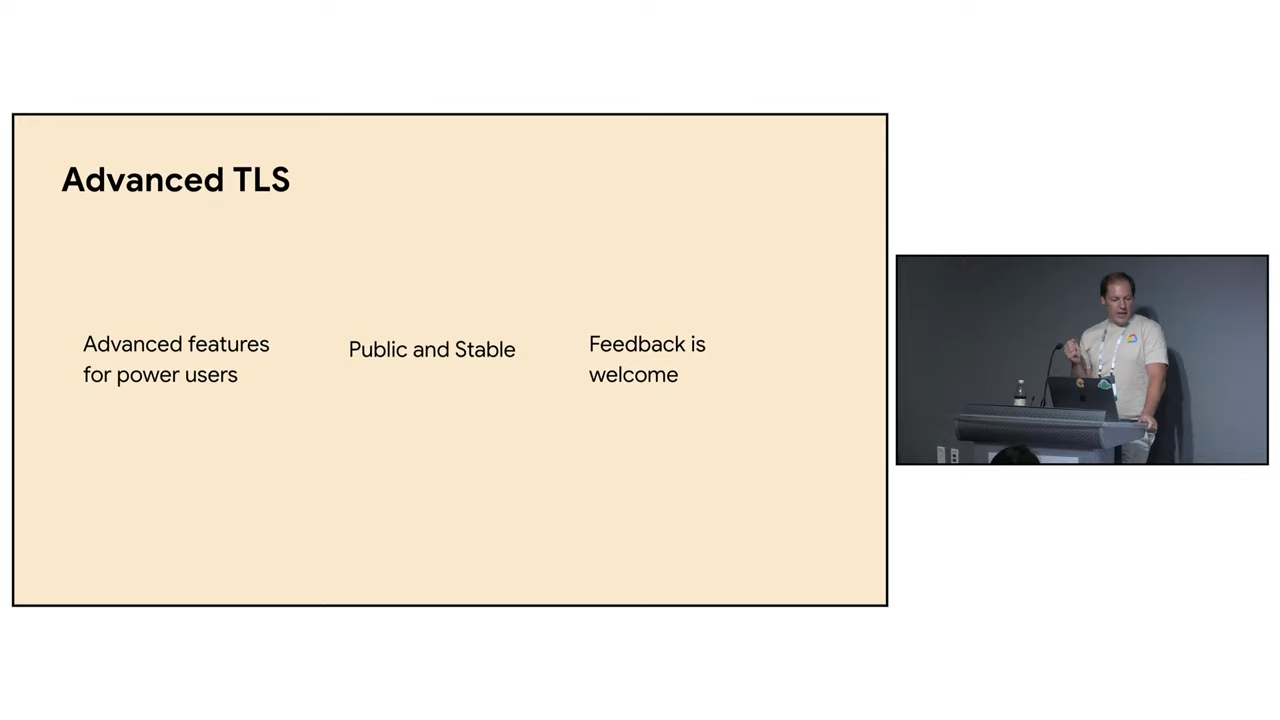 Advanced TLS
Advanced features
for power users
Public and Stable
Feedback is
welcome